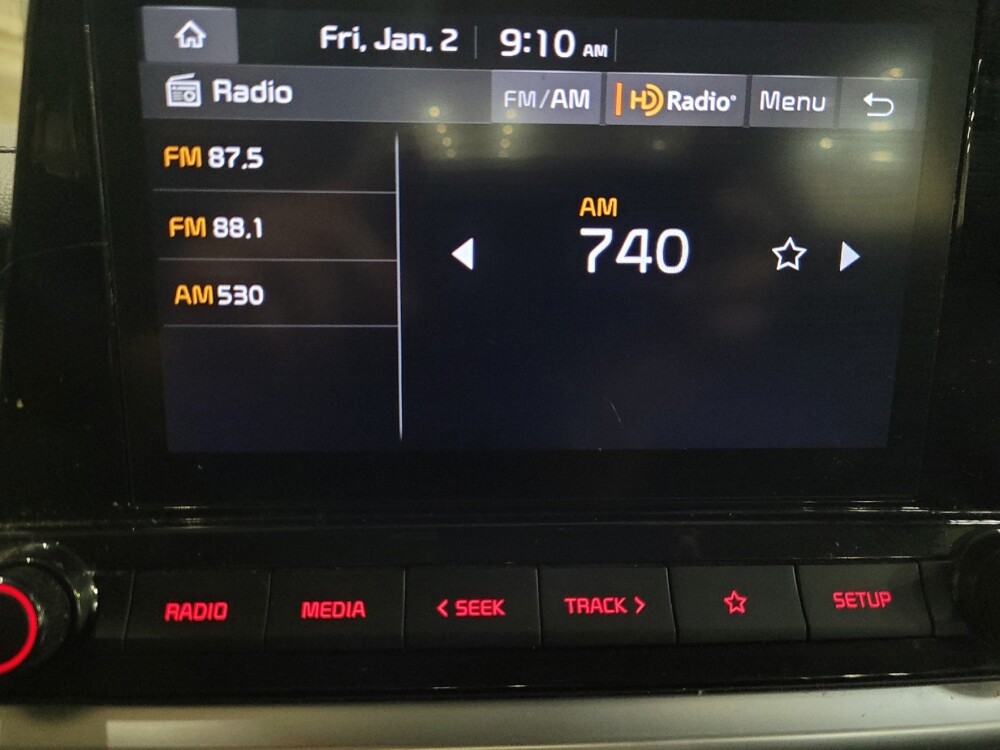 Fri, Jan. 2 9:10 AM
Radio FM/AM HD Radio® Menu
FM 87.5
FM 88.1
AM 530
AM
740
RADIO MEDIA < SEEK TRACK > SETUP